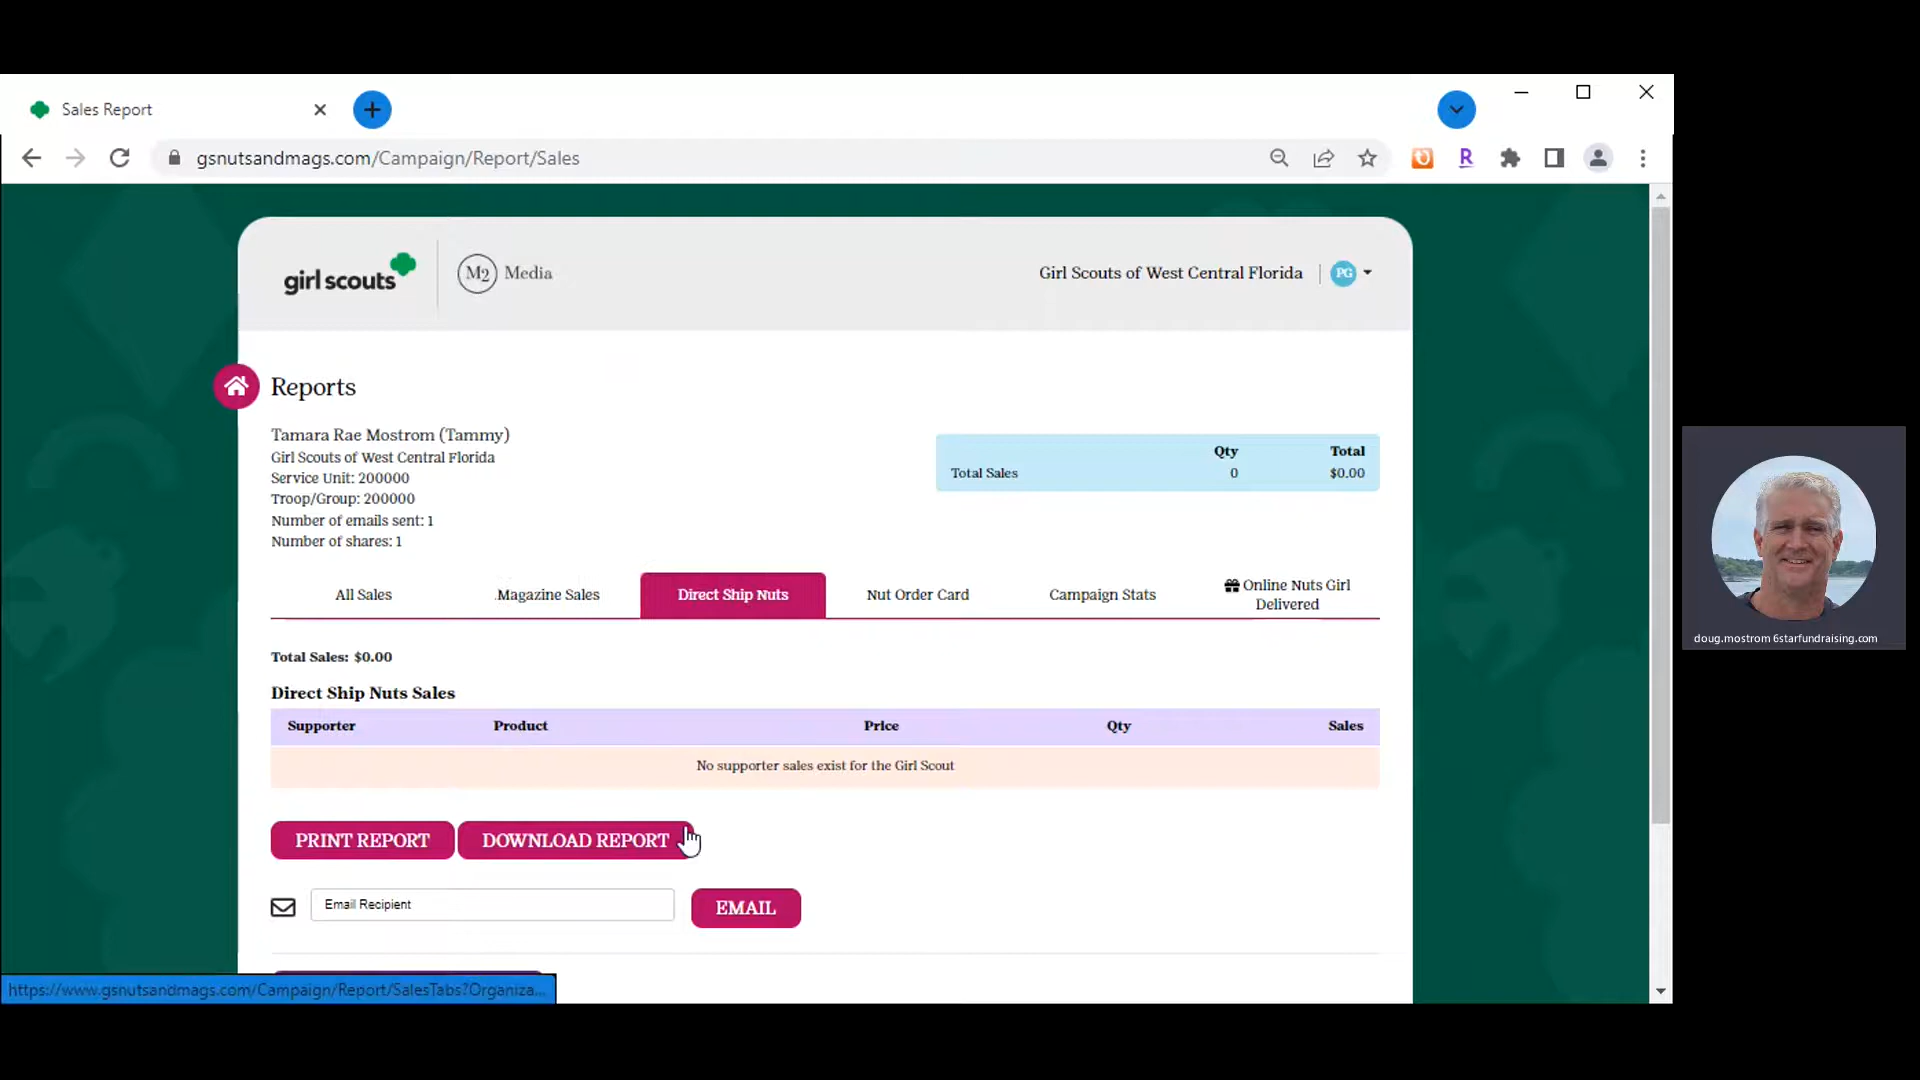 Sales Report
gsnutsandmags.com/Campaign/Report/Sales
R
girl scouts
M2 Media
Girl Scouts of West Central Florida
PG
Reports
Tamara Rae Mostrom (Tammy)
Girl Scouts of West Central Florida
Service Unit: 200000
Troop/Group: 200000
Number of emails sent: 1
Number of shares: 1
Qty Total
Total Sales 0 $0.00
All Sales Magazine Sales Direct Ship Nuts Nut Order Card Campaign Stats Online Nuts Girl
Delivered
Total Sales: $0.00
Direct Ship Nuts Sales
Supporter Product Price Qty Sales
No supporter sales exist for the Girl Scout
PRINT REPORT DOWNLOAD REPORT
Email Recipient EMAIL
https://www.gsnutsandmags.com/Campaign/Report/SalesTabs?Organiza...
doug.mostrom 6starfundraising.com